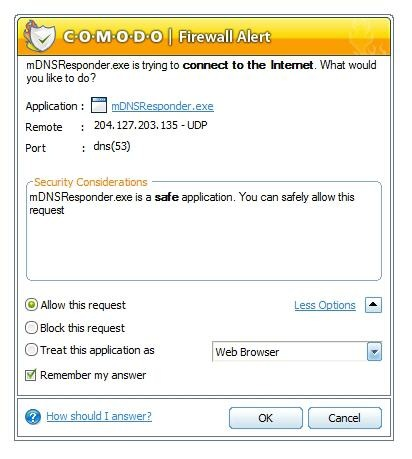 C·O·M·O·D·O | Firewall Alert
mDNSResponder.exe is trying to connect to the Internet. What would
you like to do?
Application : mDNSResponder.exe
Remote : 204.127.203.135 - UDP
Port : dns(53)
Security Considerations
mDNSResponder.exe is a safe application. You can safely allow this
request
Allow this request Less Options
Block this request
Treat this application as Web Browser
Remember my answer
How should I answer? OK Cancel